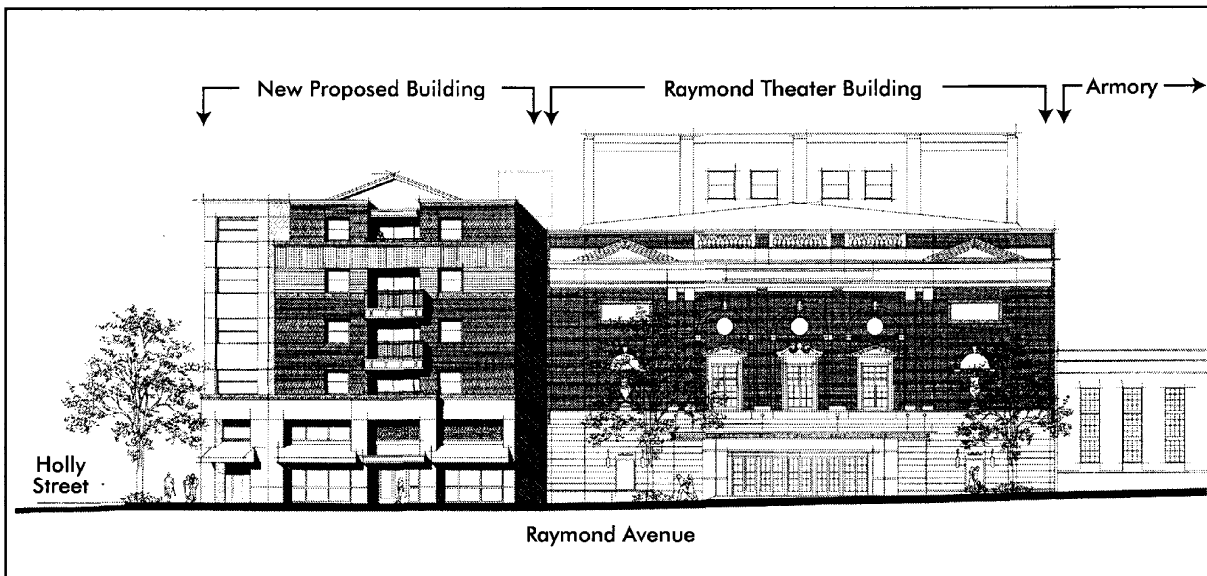 New Proposed Building
Raymond Theater Building
Armory
Holly
Street
Raymond Avenue